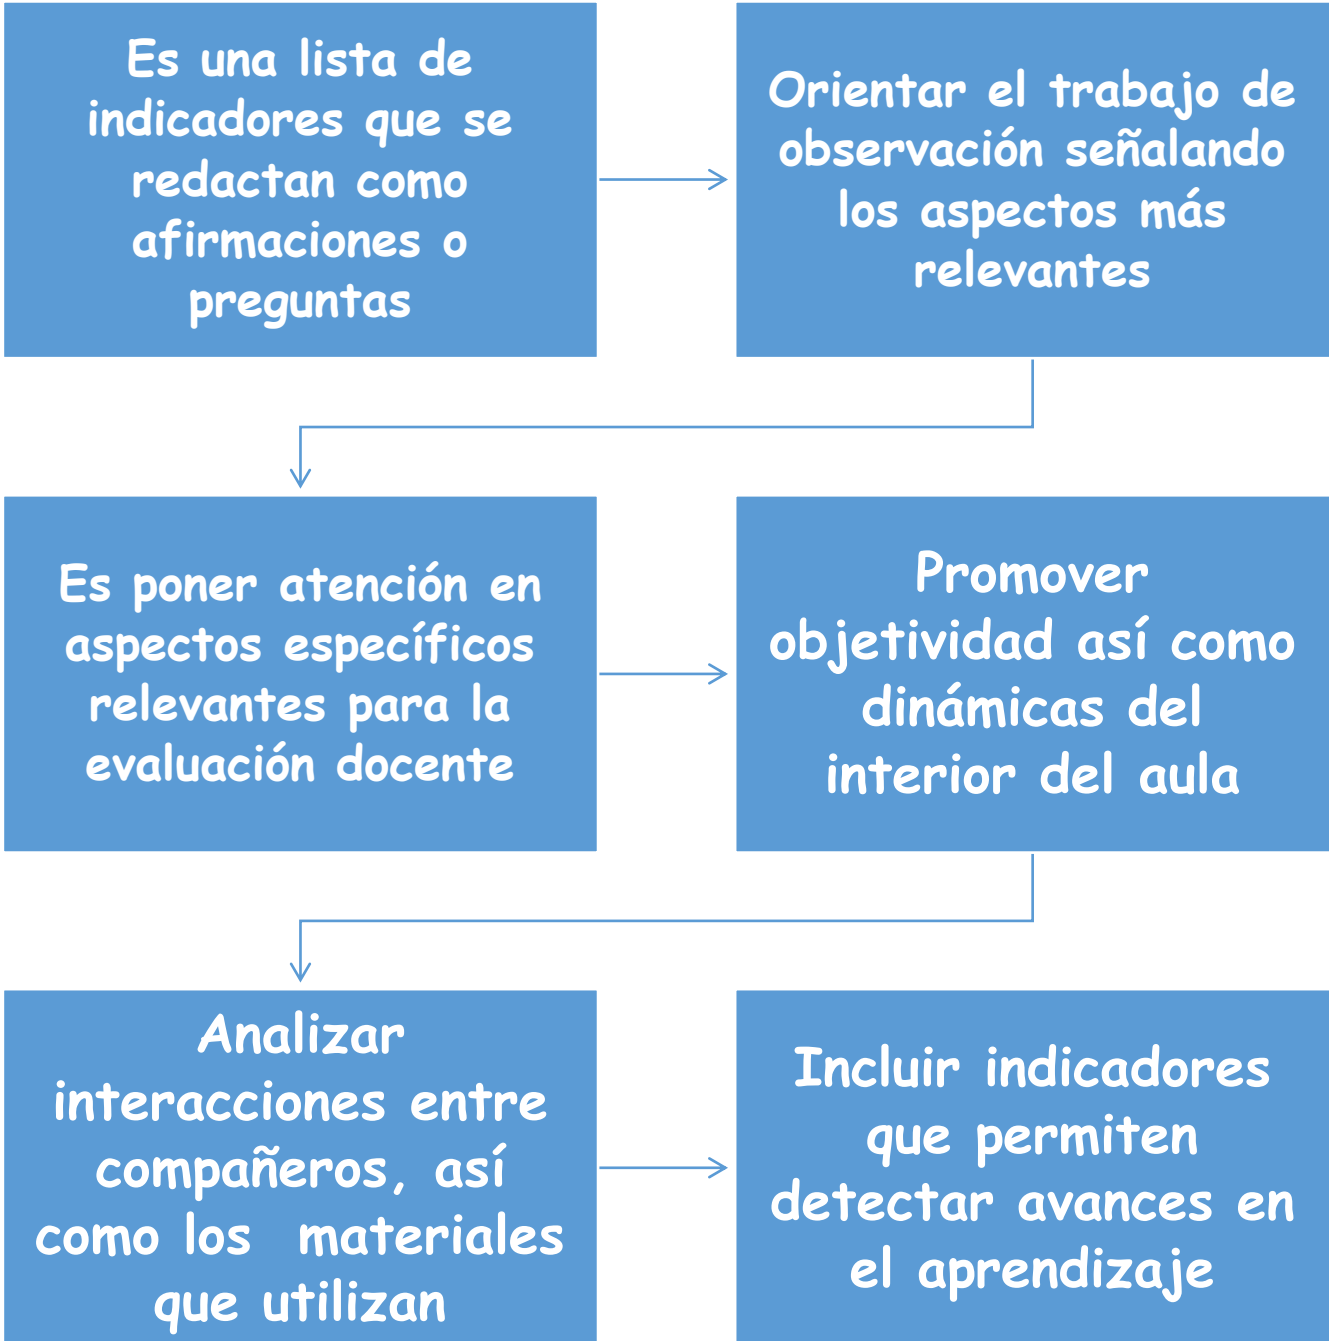 Es una lista de
indicadores que se
redactan como
afirmaciones o
preguntas
Orientar el trabajo de
observación señalando
los aspectos más
relevantes
Es poner atención en
aspectos específicos
relevantes para la
evaluación docente
Promover
objetividad así como
dinámicas del
interior del aula
Analizar
interacciones entre
compañeros, así
como los materiales
que utilizan
Incluir indicadores
que permiten
detectar avances en
el aprendizaje